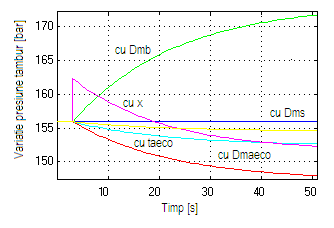 Variatie presiune tambur [bar]
170
165
160
155
150
cu Dmb
cu x
cu Dms
cu taeco
cu Dmaeco
10
20
30
40
50
Timp [s]